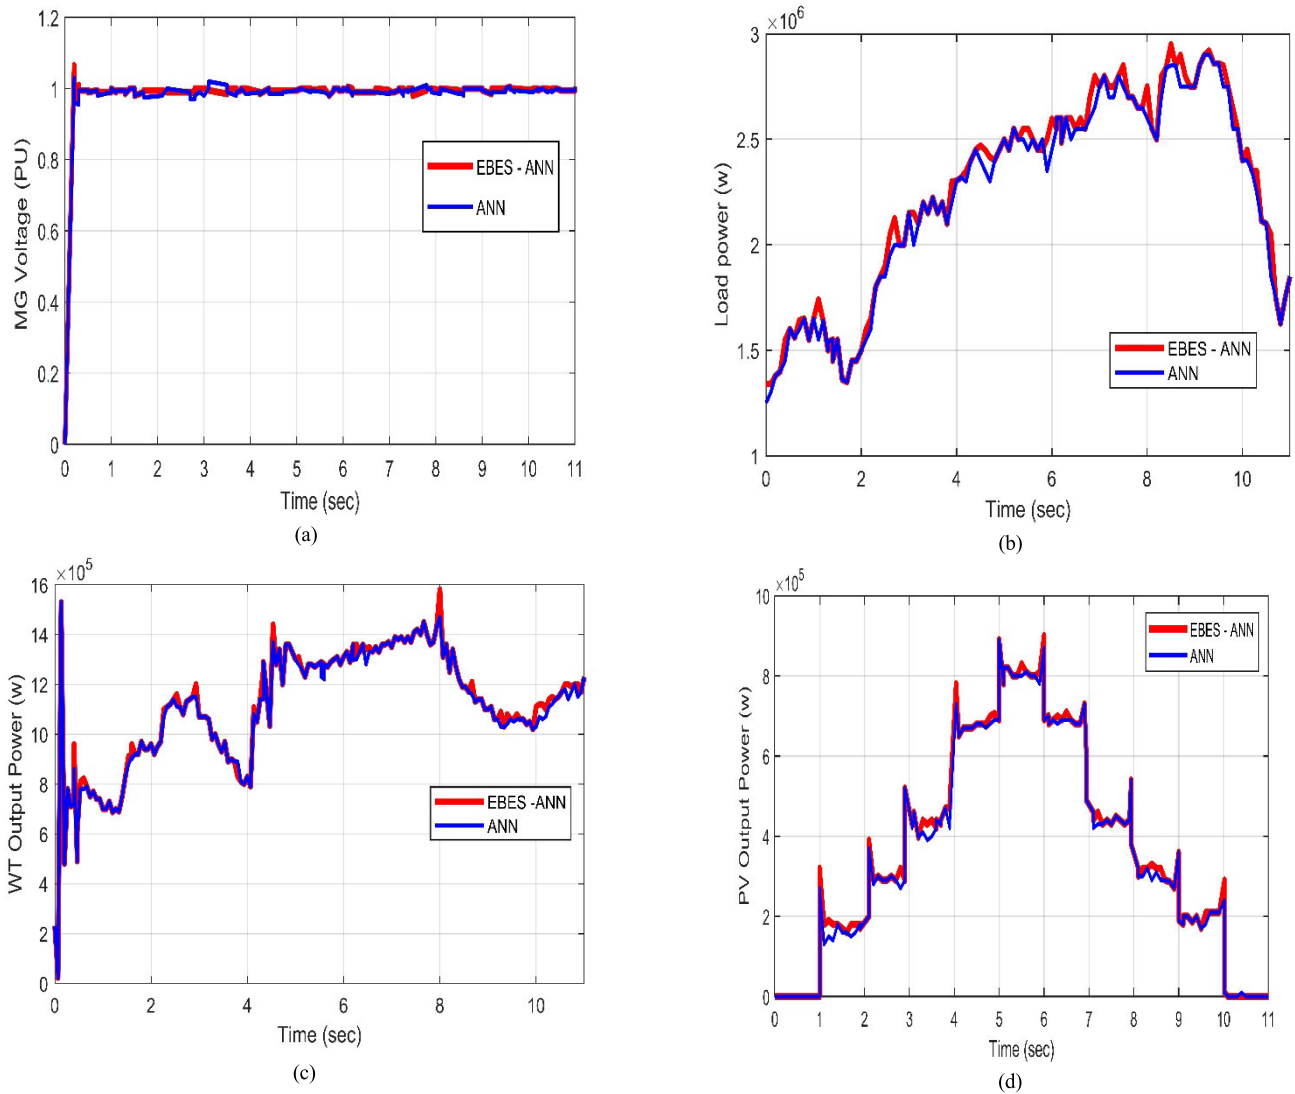 1.2
1
0.8
0.6
0.4
0.2
0
MG Voltage (PU)
EBES - ANN
ANN
0 1 2 3 4 5 6 7 8 9 10 11
Time (sec)
(a)
×10^6
3
2.5
2
1.5
1
Load power (w)
EBES - ANN
ANN
0 2 4 6 8 10
Time (sec)
(b)
×10^5
16
14
12
10
8
6
4
2
0
WT Output Power (w)
EBES -ANN
ANN
0 2 4 6 8 10
Time (sec)
(c)
×10^5
10
8
6
4
2
0
PV Output Power (w)
EBES - ANN
ANN
0 1 2 3 4 5 6 7 8 9 10 11
Time (sec)
(d)